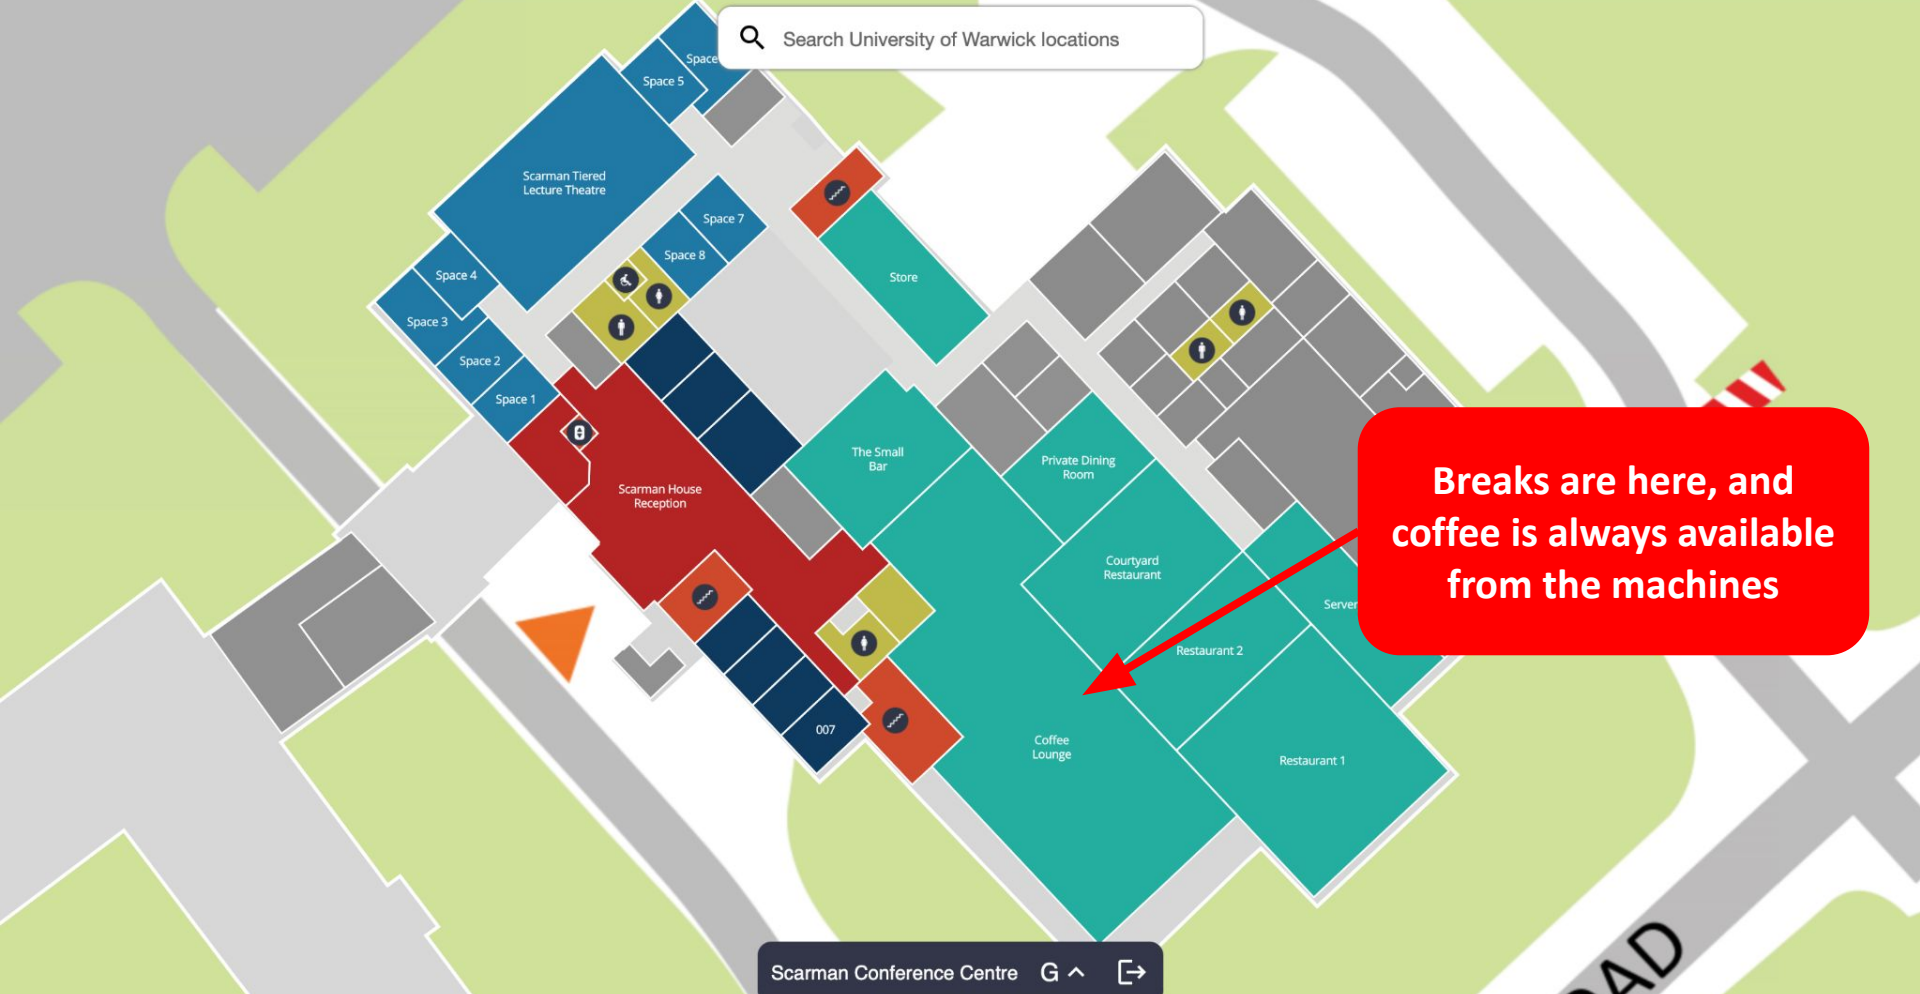 Search University of Warwick locations
Space
Space 5
Scarman Tiered
Lecture Theatre
Space 7
Space 8
Space 4
Store
Space 3
Space 2
Space 1
The Small
Bar
Private Dining
Room
Scarman House
Reception
Breaks are here, and
coffee is always available
from the machines
Courtyard
Restaurant
Server
Restaurant 2
007
Coffee
Lounge
Restaurant 1
Scarman Conference Centre G